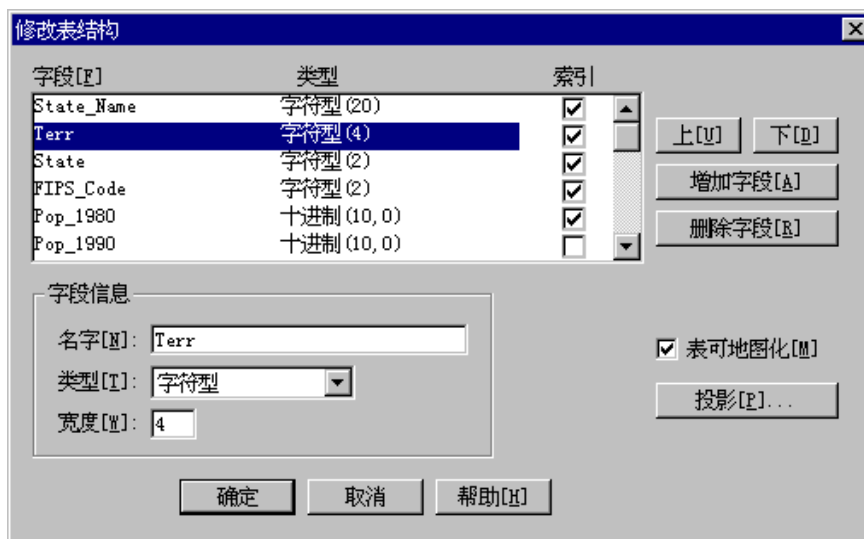 修改表结构
字段[F] 类型 索引
State_Name 字符型(20)
Terr 字符型(4)
State 字符型(2)
FIPS_Code 字符型(2)
Pop_1980 十进制(10,0)
Pop_1990 十进制(10,0)
上[U] 下[D]
增加字段[A]
删除字段[R]
字段信息
名字[N]: Terr
类型[T]: 字符型
宽度[W]: 4
表可地图化[M]
投影[P]...
确定 取消 帮助[H]